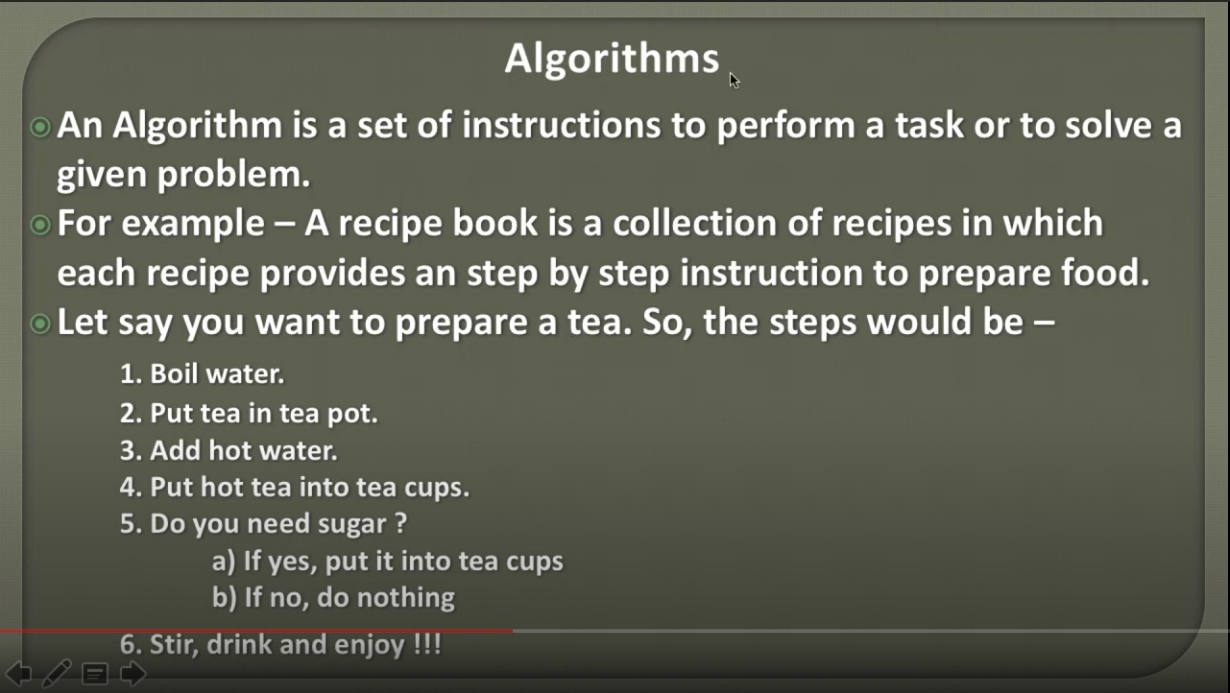 Algorithms
An Algorithm is a set of instructions to perform a task or to solve a
given problem.
For example – A recipe book is a collection of recipes in which
each recipe provides an step by step instruction to prepare food.
Let say you want to prepare a tea. So, the steps would be –
1. Boil water.
2. Put tea in tea pot.
3. Add hot water.
4. Put hot tea into tea cups.
5. Do you need sugar ?
a) If yes, put it into tea cups
b) If no, do nothing
6. Stir, drink and enjoy !!!